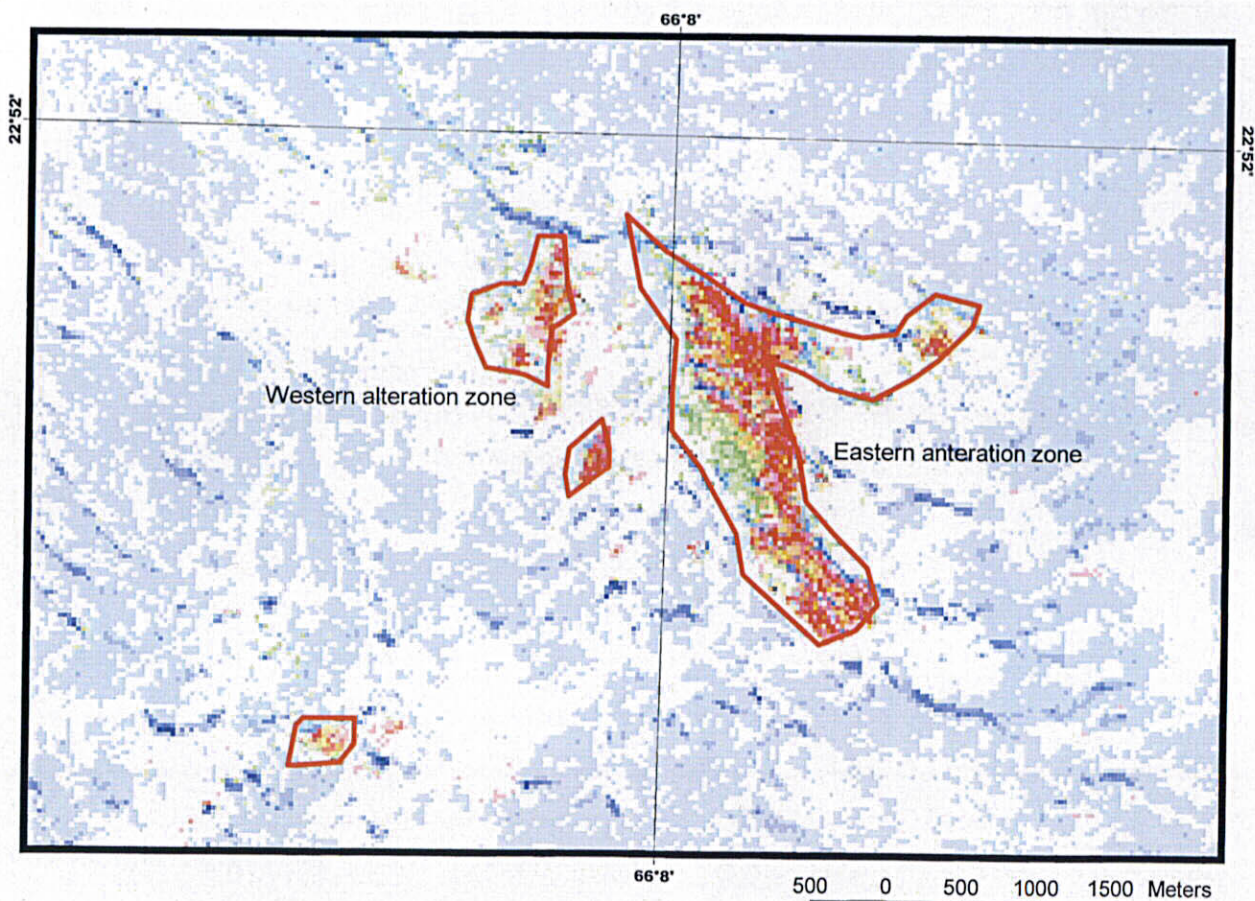 66°8'
22°52'
22°52'
Western alteration zone
Eastern anteration zone
66°8'
500 0 500 1000 1500 Meters